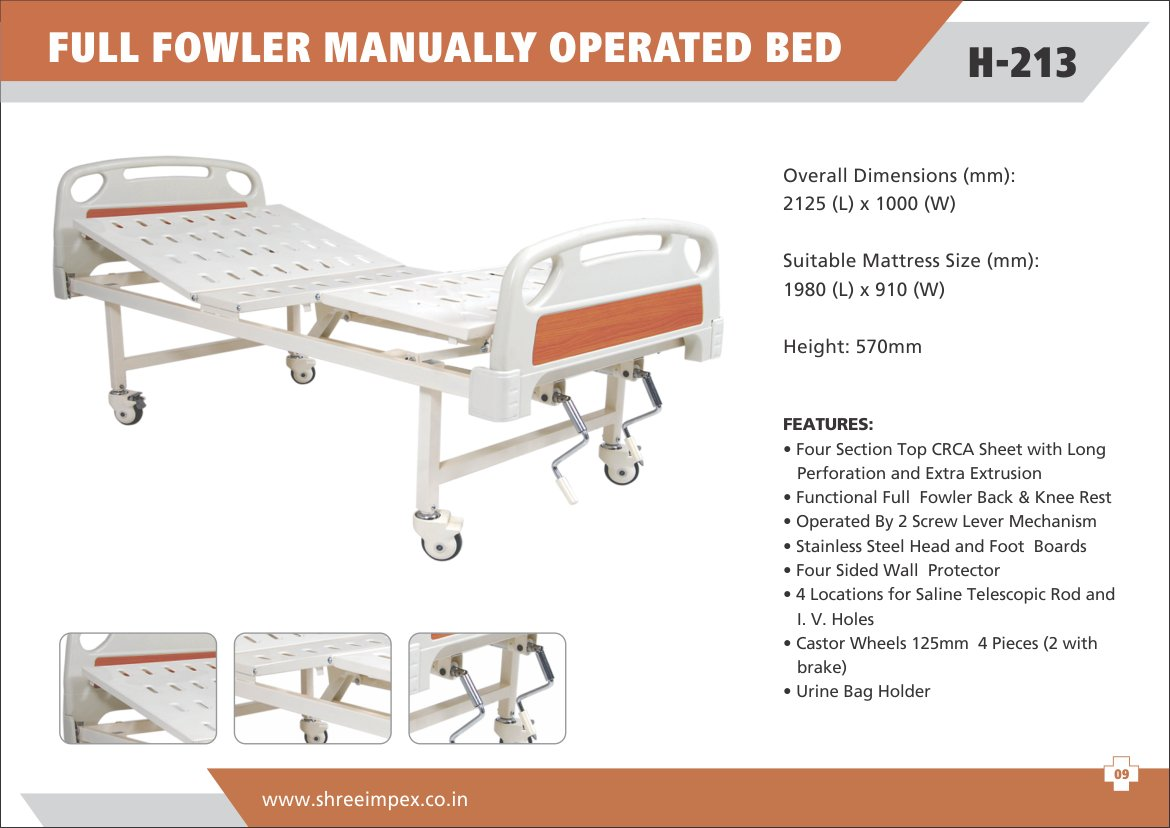 FULL FOWLER MANUALLY OPERATED BED
H-213
Overall Dimensions (mm):
2125 (L) x 1000 (W)
Suitable Mattress Size (mm):
1980 (L) x 910 (W)
Height: 570mm
FEATURES:
• Four Section Top CRCA Sheet with Long
Perforation and Extra Extrusion
• Functional Full  Fowler Back & Knee Rest
• Operated By 2 Screw Lever Mechanism
• Stainless Steel Head and Foot  Boards
• Four Sided Wall  Protector
• 4 Locations for Saline Telescopic Rod and
I. V. Holes
• Castor Wheels 125mm  4 Pieces (2 with
brake)
• Urine Bag Holder
09
www.shreeimpex.co.in